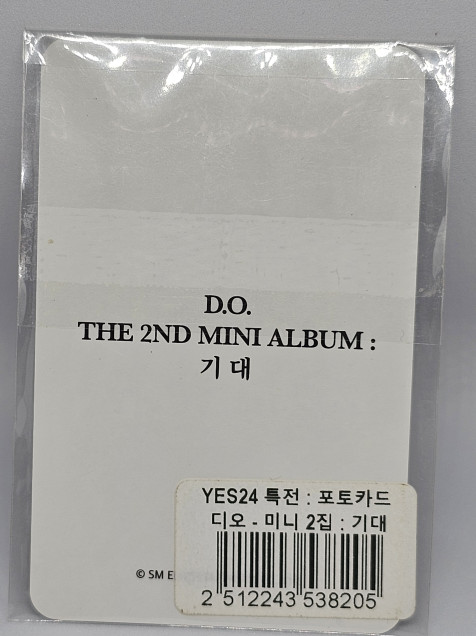 D.O.
THE 2ND MINI ALBUM :
기대
YES24 특전 : 포토카드
디오 - 미니 2집 : 기대
© SM
2 512243 538205